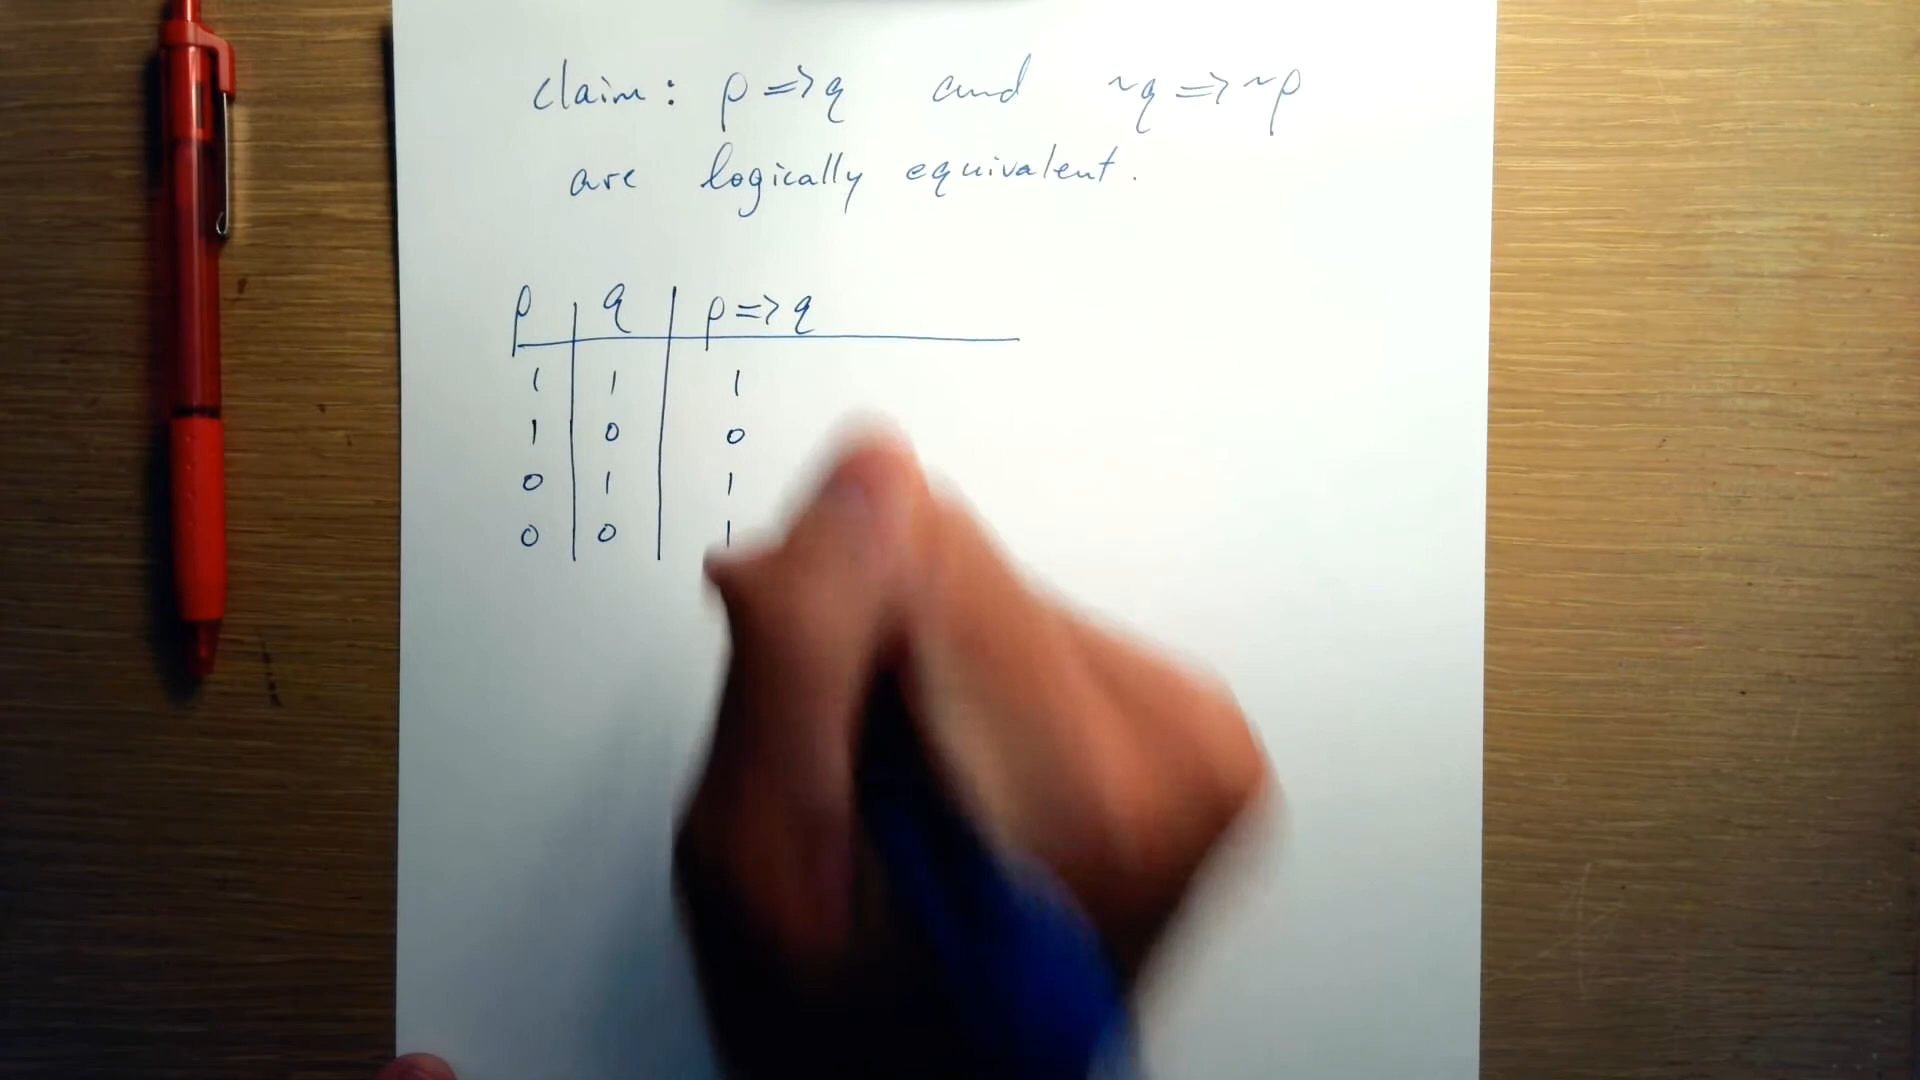 claim: p => q and ~q => ~p
are logically equivalent.
p q p => q
1 1 1
1 0 0
0 1 1
0 0 1